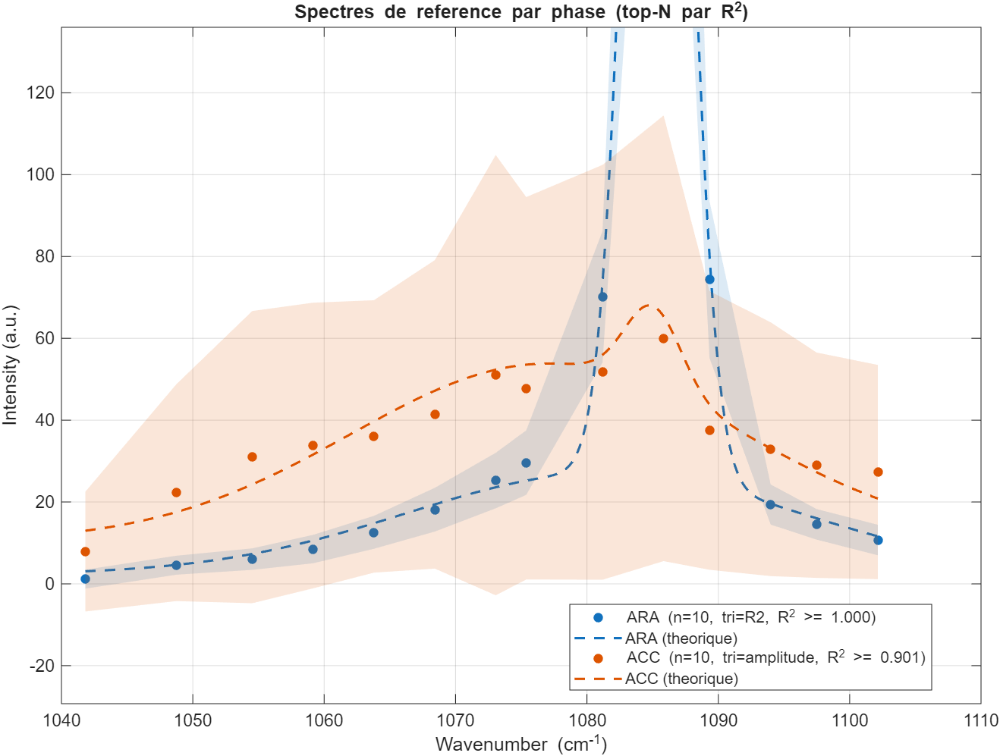 Spectres de reference par phase (top-N par R²)
Intensity (a.u.)
120
100
80
60
40
20
0
-20
ARA (n=10, tri=R2, R² >= 1.000)
ARA (theorique)
ACC (n=10, tri=amplitude, R² >= 0.901)
ACC (theorique)
1040 1050 1060 1070 1080 1090 1100 1110
Wavenumber (cm⁻¹)